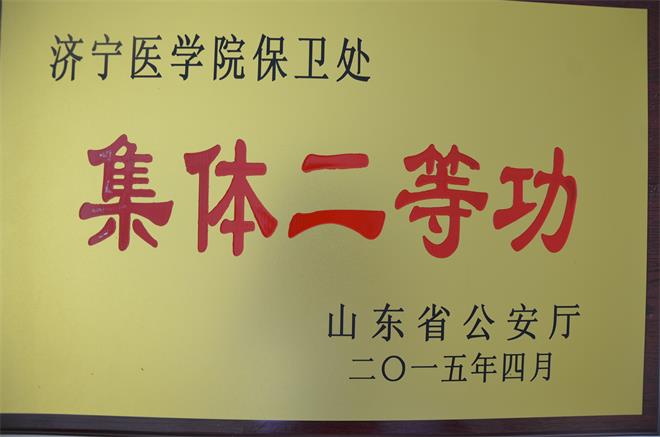 济宁医学院保卫处
集体二等功
山东省公安厅
二〇一五年四月